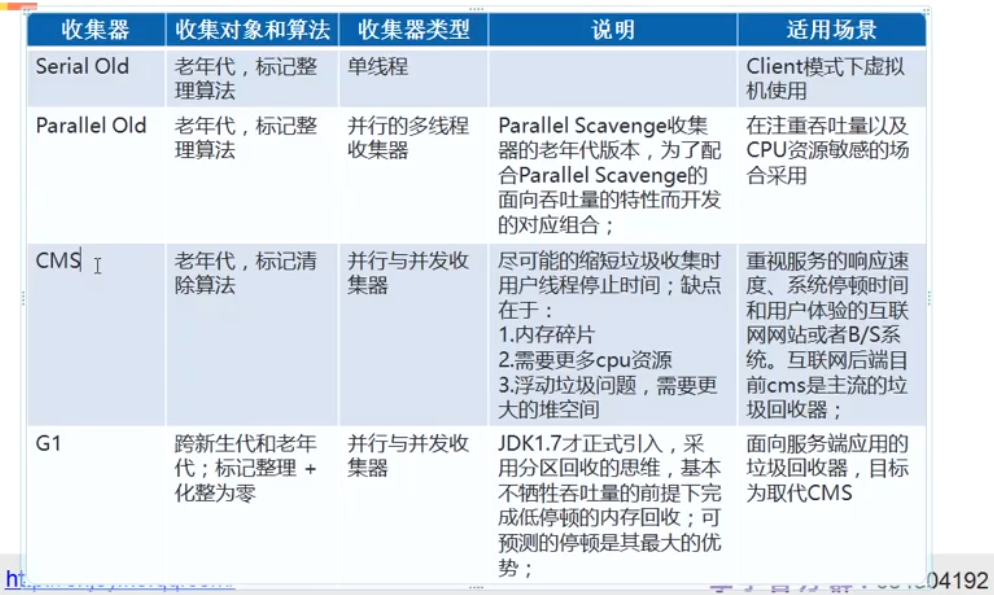 收集器 收集对象和算法 收集器类型 说明 适用场景
Serial Old
老年代，标记整
理算法
单线程
Client模式下虚拟
机使用
Parallel Old
老年代，标记整
理算法
并行的多线程
收集器
Parallel Scavenge收集
器的老年代版本，为了配
合Parallel Scavenge的
面向吞吐量的特性而开发
的对应组合；
在注重吞吐量以及
CPU资源敏感的场
合采用
CMS
老年代，标记清
除算法
并行与并发收
集器
尽可能的缩短垃圾收集时
用户线程停止时间；缺点
在于：
1.内存碎片
2.需要更多cpu资源
3.浮动垃圾问题，需要更
大的堆空间
重视服务的响应速
度、系统停顿时间
和用户体验的互联
网网站或者B/S系
统。互联网后端目
前cms是主流的垃
圾回收器；
G1
跨新生代和老年
代；标记整理 +
化整为零
并行与并发收
集器
JDK1.7才正式引入，采
用分区回收的思维，基本
不牺牲吞吐量的前提下完
成低停顿的内存回收；可
预测的停顿是其最大的优
势；
面向服务端应用的
垃圾回收器，目标
为取代CMS
04192